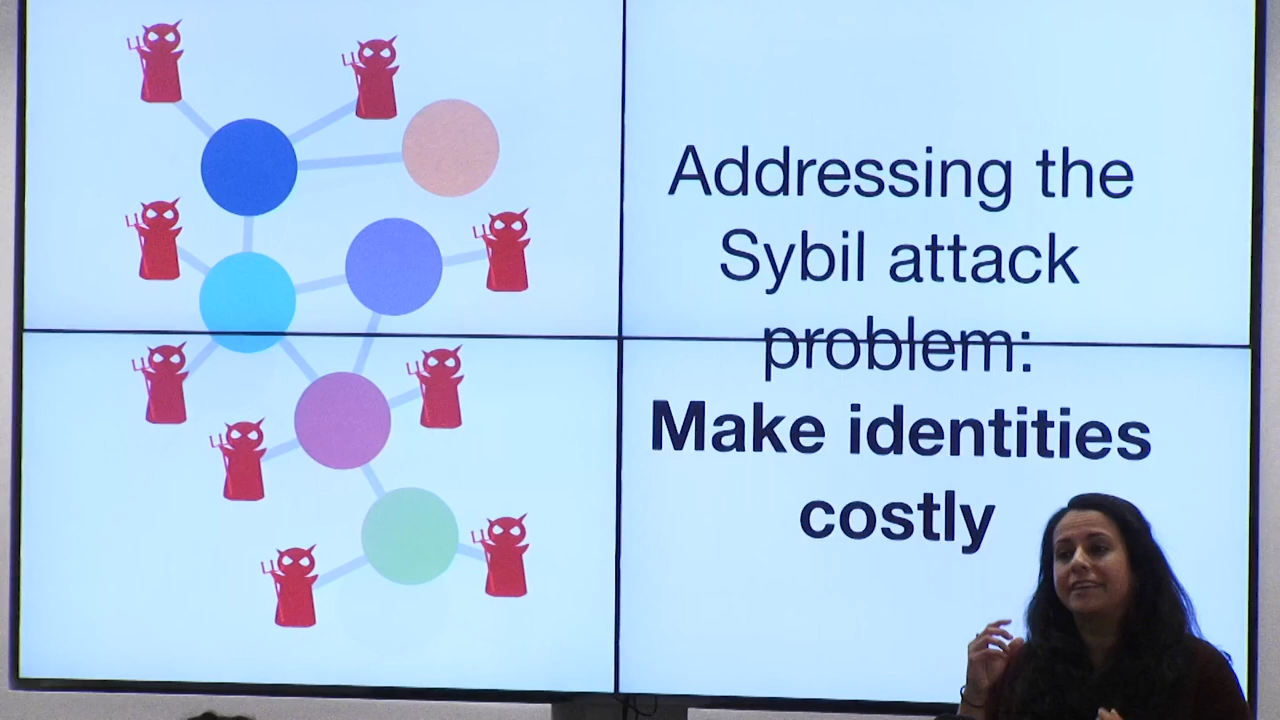 Addressing the
Sybil attack
problem:
Make identities
costly